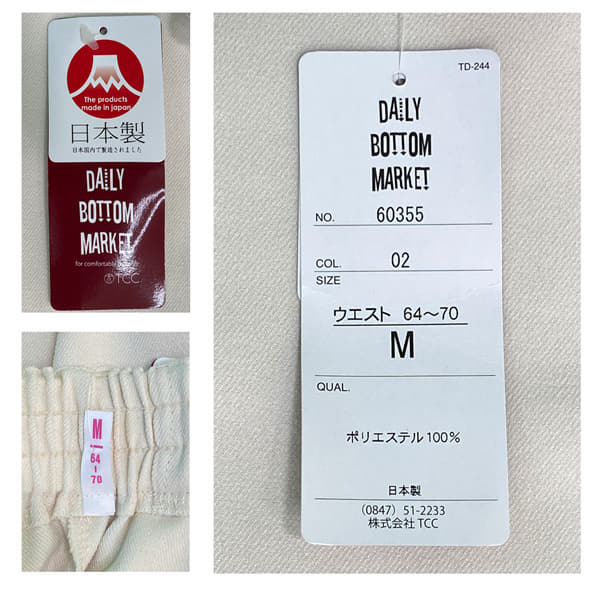 The products
made in japan
日本製
日本国内で製造されました
DAILY
BOTTOM
MARKET
for comfortable
TCC
M
64
-
70
TD-244
DAILY
BOTTOM
MARKET
NO. 60355
COL. 02
SIZE
ウエスト 64〜70
M
QUAL.
ポリエステル100%
日本製
(0847) 51-2233
株式会社TCC